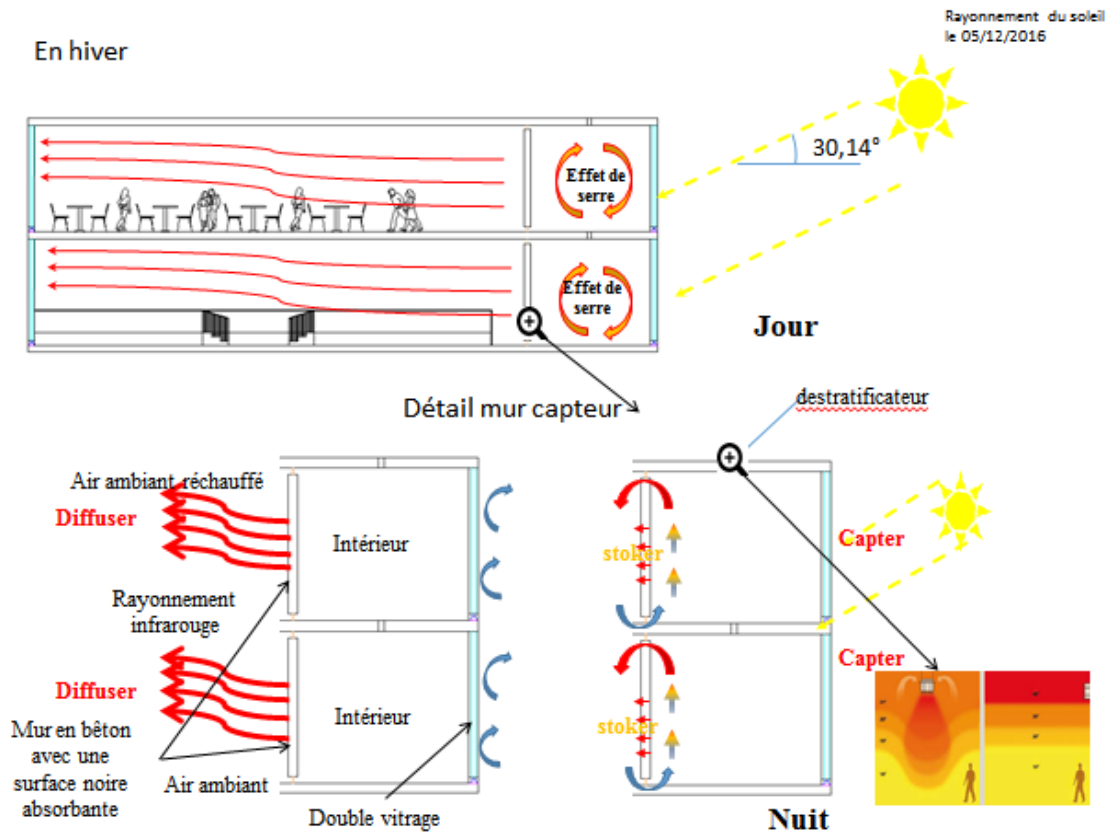 Rayonnement du soleil
le 05/12/2016
En hiver
30,14°
Effet de
serre
Effet de
serre
Jour
Détail mur capteur
destratificateur
Air ambiant réchauffé
Diffuser
Intérieur
Rayonnement
infrarouge
stoker
Capter
Diffuser
Intérieur
stoker
Capter
Mur en bêton
avec une
surface noire
absorbante
Air ambiant
Double vitrage
Nuit